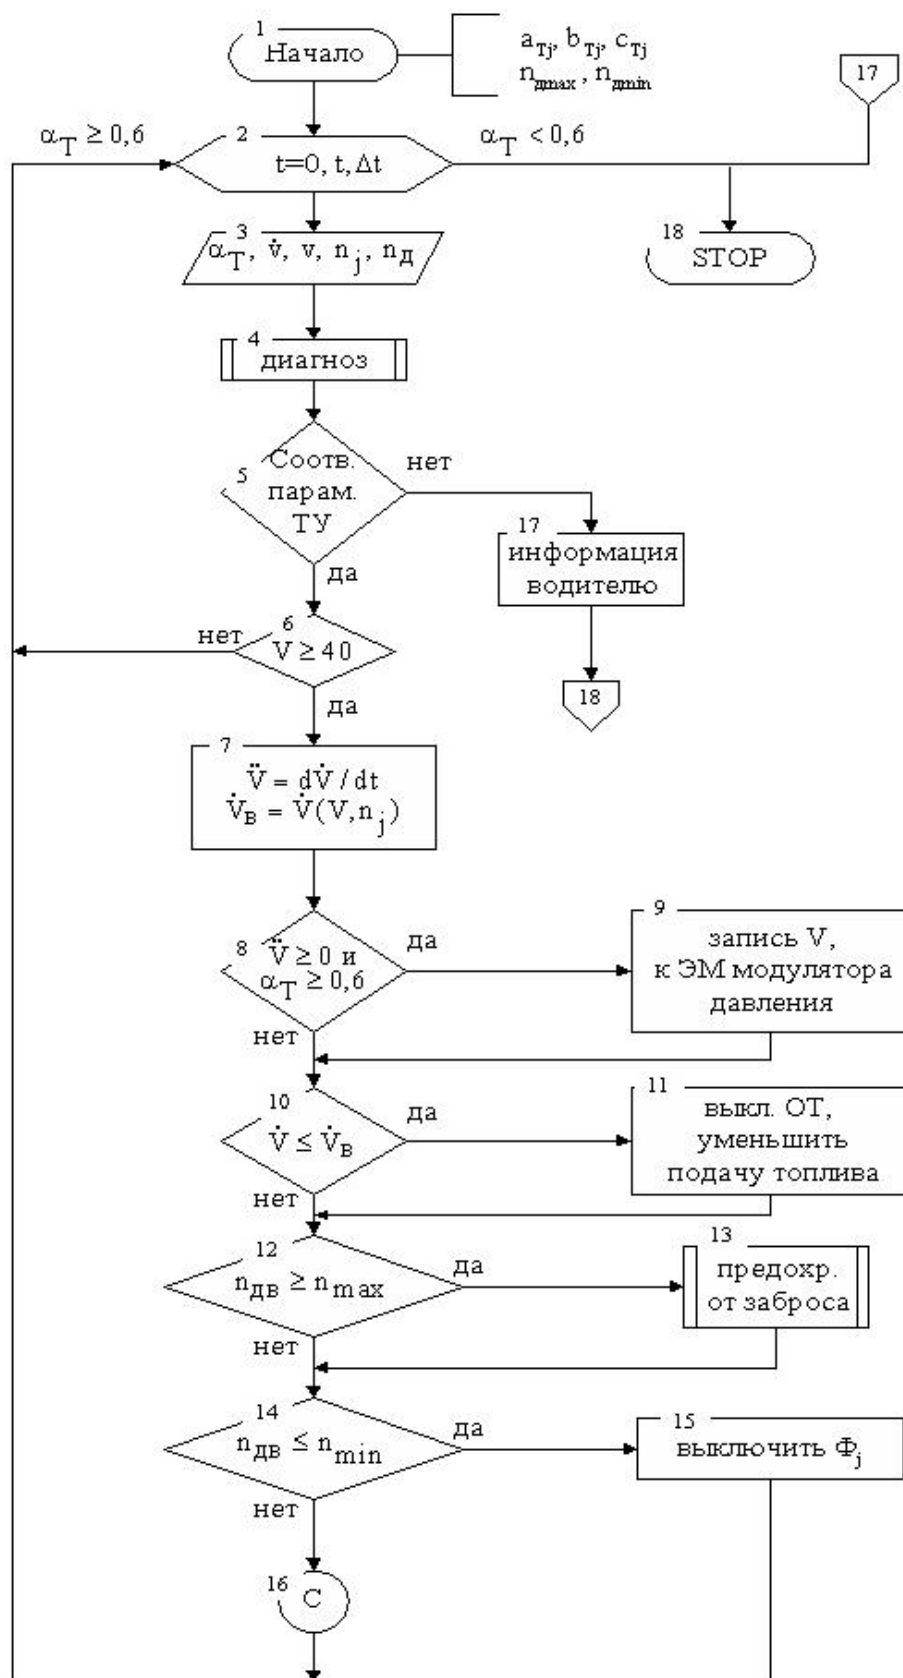 1
Начало
a_Tj, b_Tj, c_Tj
n_дmax, n_дmin
17
α_T ≥ 0,6
2
t=0, t, Δt
α_T < 0,6
3
α_T, v̇, v, n_j, n_Д
18
STOP
4
диагноз
5
Соотв.
парам.
ТУ
нет
да
17
информация
водителю
18
6
V ≥ 40
нет
да
7
V̈ = dV̇ / dt
V̇_В = V̇(V, n_j)
8
V̈ ≥ 0 и
α_T ≥ 0,6
да
нет
9
запись V,
к ЭМ модулятора
давления
10
V̇ ≤ V̇_В
да
нет
11
выкл. ОТ,
уменьшить
подачу топлива
12
n_ДВ ≥ n_max
да
нет
13
предохр.
от заброса
14
n_ДВ ≤ n_min
да
нет
15
выключить Ф_j
16
С